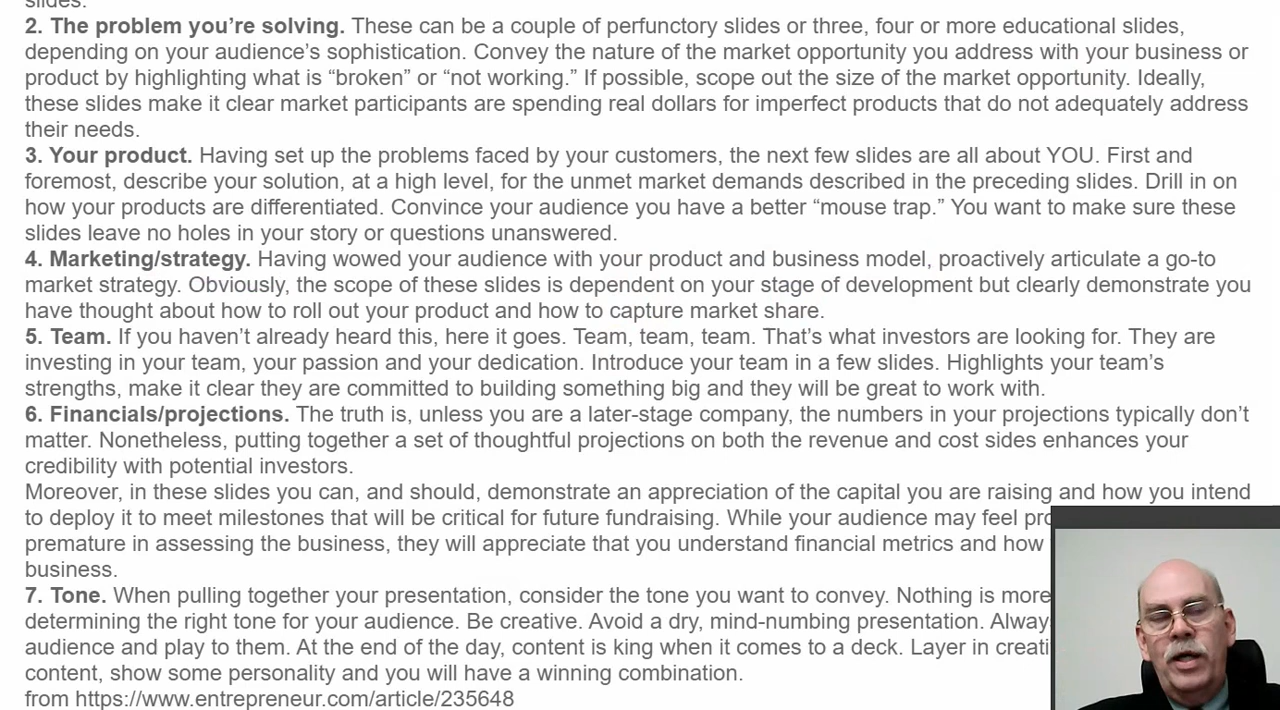 slides.
2. The problem you’re solving. These can be a couple of perfunctory slides or three, four or more educational slides,
depending on your audience’s sophistication. Convey the nature of the market opportunity you address with your business or
product by highlighting what is “broken” or “not working.” If possible, scope out the size of the market opportunity. Ideally,
these slides make it clear market participants are spending real dollars for imperfect products that do not adequately address
their needs.
3. Your product. Having set up the problems faced by your customers, the next few slides are all about YOU. First and
foremost, describe your solution, at a high level, for the unmet market demands described in the preceding slides. Drill in on
how your products are differentiated. Convince your audience you have a better “mouse trap.” You want to make sure these
slides leave no holes in your story or questions unanswered.
4. Marketing/strategy. Having wowed your audience with your product and business model, proactively articulate a go-to
market strategy. Obviously, the scope of these slides is dependent on your stage of development but clearly demonstrate you
have thought about how to roll out your product and how to capture market share.
5. Team. If you haven’t already heard this, here it goes. Team, team, team. That’s what investors are looking for. They are
investing in your team, your passion and your dedication. Introduce your team in a few slides. Highlights your team’s
strengths, make it clear they are committed to building something big and they will be great to work with.
6. Financials/projections. The truth is, unless you are a later-stage company, the numbers in your projections typically don’t
matter. Nonetheless, putting together a set of thoughtful projections on both the revenue and cost sides enhances your
credibility with potential investors.
Moreover, in these slides you can, and should, demonstrate an appreciation of the capital you are raising and how you intend
to deploy it to meet milestones that will be critical for future fundraising. While your audience may feel pro
premature in assessing the business, they will appreciate that you understand financial metrics and how
business.
7. Tone. When pulling together your presentation, consider the tone you want to convey. Nothing is more
determining the right tone for your audience. Be creative. Avoid a dry, mind-numbing presentation. Alway
audience and play to them. At the end of the day, content is king when it comes to a deck. Layer in creati
content, show some personality and you will have a winning combination.
from https://www.entrepreneur.com/article/235648